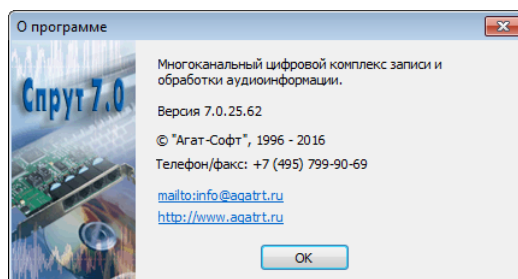 О программе
Спрут 7.0
Многоканальный цифровой комплекс записи и
обработки аудиоинформации.
Версия 7.0.25.62
© "Агат-Софт", 1996 - 2016
Телефон/факс: +7 (495) 799-90-69
mailto:info@agatrt.ru
http://www.agatrt.ru
OK